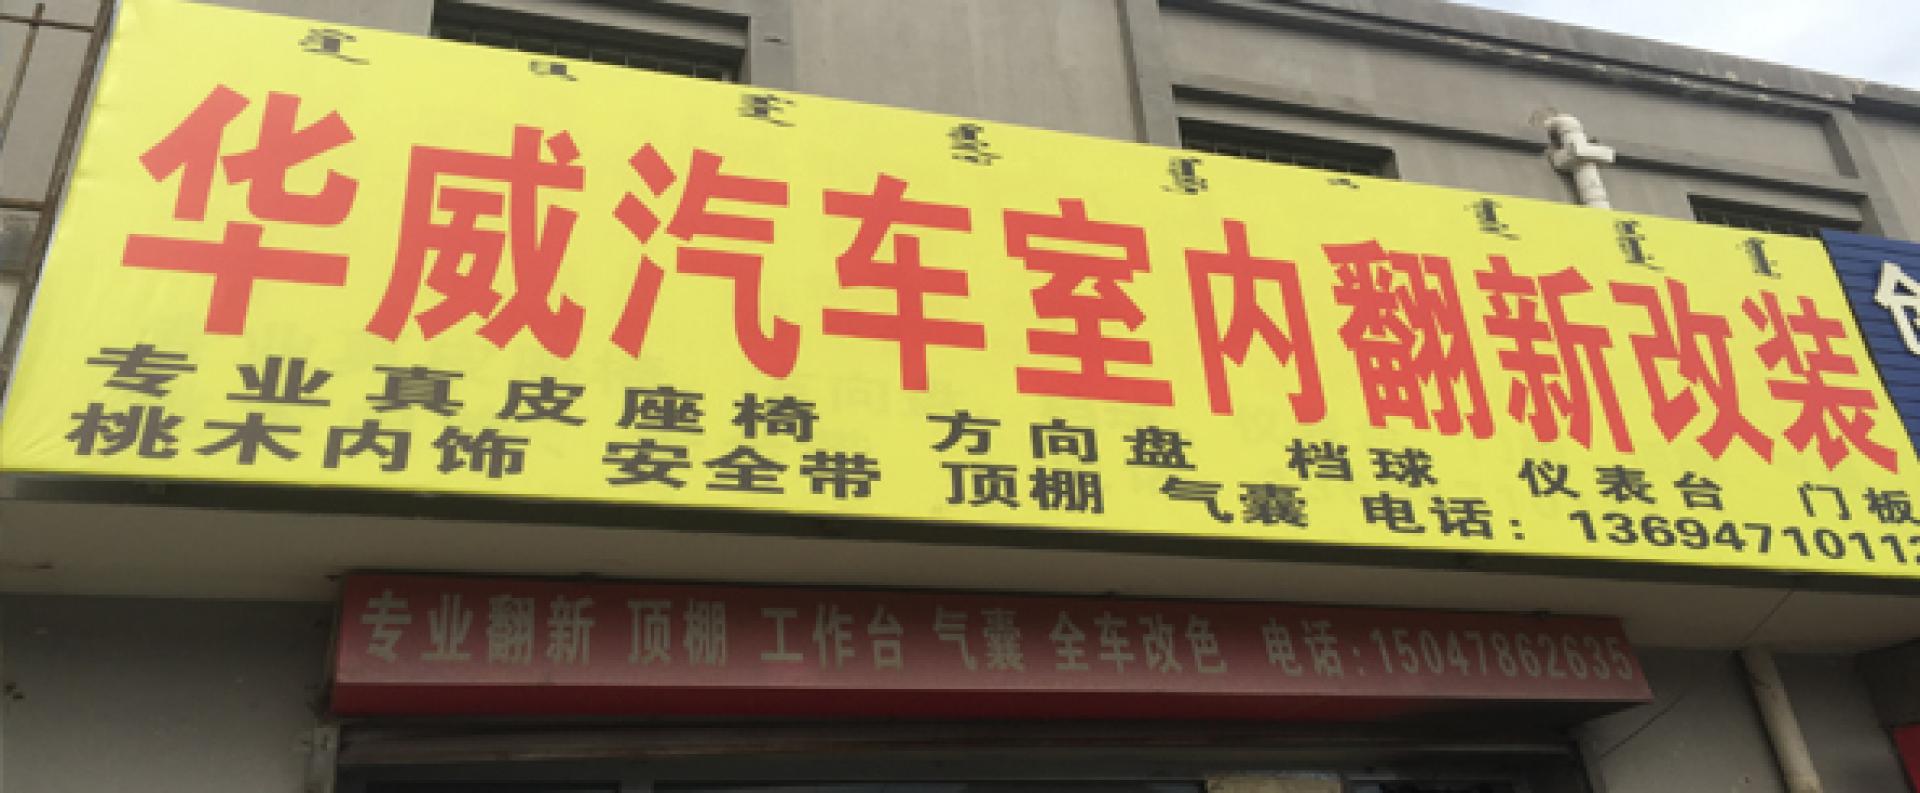 华威汽车室内翻新改装
专业真皮座椅 方向盘 档球 仪表台 门板
桃木内饰 安全带 顶棚 气囊 电话：13694710112
专业翻新 顶棚 工作台 气囊 全车改色 电话:15047862635